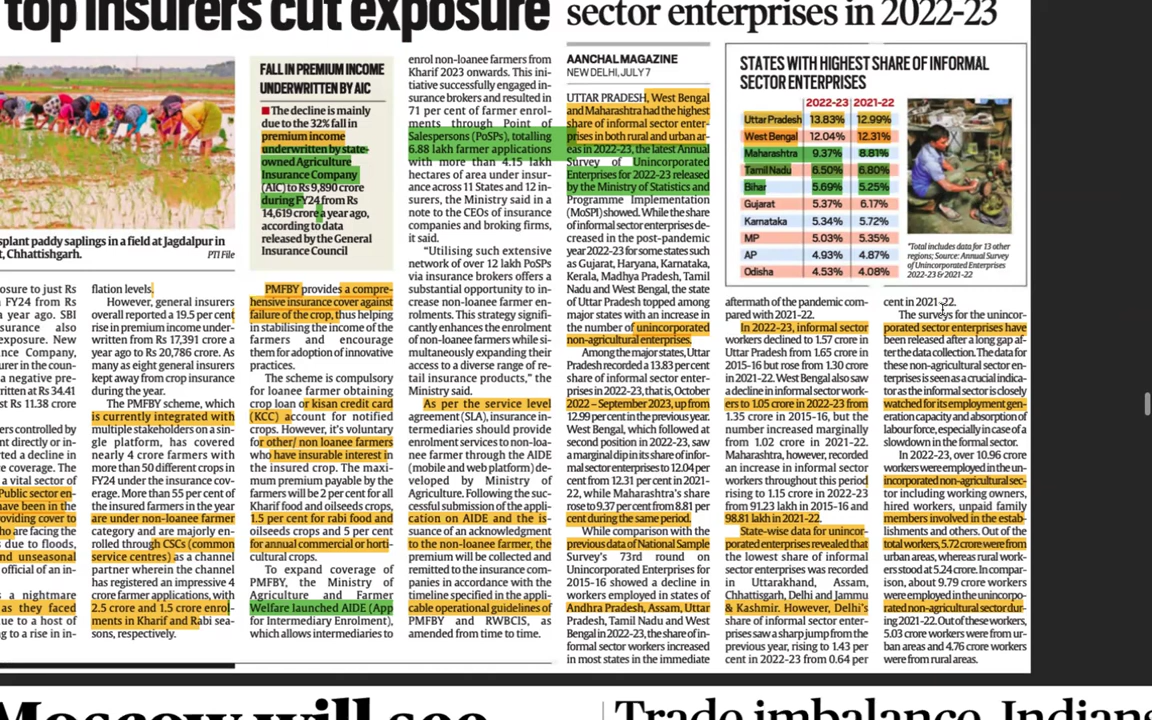 top insurers cut exposure
splant paddy saplings in a field at Jagdalpur in
t, Chhattishgarh.
PTI File
posure to just Rs
n FY24 from Rs
a year ago. SBI
surance also
exposure. New
nce Company,
urer in the coun-
a negative pre-
ritten at Rs 34.41
st Rs 11.38 crore
ers controlled by
nt directly or in-
rted a decline in
e coverage. The
a vital sector of
Public sector en-
have been in the
roviding cover to
ho are facing the
s due to floods,
nd unseasonal
official of an in-
s a nightmare
as they faced
ue to a host of
ng to a rise in in-
flation levels.
However, general insurers
overall reported a 19.5 per cent
rise in premium income under-
written from Rs 17,391 crore a
year ago to Rs 20,786 crore. As
many as eight general insurers
kept away from crop insurance
during the year.
The PMFBY scheme, which
is currently integrated with
multiple stakeholders on a sin-
gle platform, has covered
nearly 4 crore farmers with
more than 50 different crops in
FY24 under the insurance cov-
erage. More than 55 per cent of
the insured farmers in the year
are under non-loanee farmer
category and are majorly en-
rolled through CSCs (common
service centres) as a channel
partner wherein the channel
has registered an impressive 4
crore farmer applications, with
2.5 crore and 1.5 crore enrol-
ments in Kharif and Rabi sea-
sons, respectively.
FALL IN PREMIUM INCOME
UNDERWRITTEN BY AIC
■ The decline is mainly
due to the 32% fall in
premium income
underwritten by state-
owned Agriculture
Insurance Company
(AIC) to Rs 9,890 crore
during FY24 from Rs
14,619 crore a year ago,
according to data
released by the General
Insurance Council
PMFBY provides a compre-
hensive insurance cover against
failure of the crop, thus helping
in stabilising the income of the
farmers and encourage
them for adoption of innovative
practices.
The scheme is compulsory
for loanee farmer obtaining
crop loan or kisan credit card
(KCC) account for notified
crops. However, it's voluntary
for other/ non loanee farmers
who have insurable interest in
the insured crop. The maxi-
mum premium payable by the
farmers will be 2 per cent for all
Kharif food and oilseeds crops,
1.5 per cent for rabi food and
oilseeds crops and 5 per cent
for annual commercial or horti-
cultural crops.
To expand coverage of
PMFBY, the Ministry of
Agriculture and Farmer
Welfare launched AIDE (App
for Intermediary Enrolment),
which allows intermediaries to
enrol non-loanee farmers from
Kharif 2023 onwards. This ini-
tiative successfully engaged in-
surance brokers and resulted in
71 per cent of farmer enrol-
ments through Point of
Salespersons (PoSPs), totalling
6.88 lakh farmer applications
with more than 4.15 lakh
hectares of area under insur-
ance across 11 States and 12 in-
surers, the Ministry said in a
note to the CEOs of insurance
companies and broking firms,
it said.
"Utilising such extensive
network of over 12 lakh PoSPs
via insurance brokers offers a
substantial opportunity to in-
crease non-loanee farmer en-
rolments. This strategy signifi-
cantly enhances the enrolment
of non-loanee farmers while si-
multaneously expanding their
access to a diverse range of re-
tail insurance products," the
Ministry said.
As per the service level
agreement (SLA), insurance in-
termediaries should provide
enrolment services to non-loa-
nee farmer through the AIDE
(mobile and web platform) de-
veloped by Ministry of
Agriculture. Following the suc-
cessful submission of the appli-
cation on AIDE and the is-
suance of an acknowledgment
to the non-loanee farmer, the
premium will be collected and
remitted to the insurance com-
panies in accordance with the
timeline specified in the appli-
cable operational guidelines of
PMFBY and RWBCIS, as
amended from time to time.
sector enterprises in 2022-23
AANCHAL MAGAZINE
NEW DELHI, JULY 7
UTTAR PRADESH, West Bengal
and Maharashtra had the highest
share of informal sector enter-
prises in both rural and urban ar-
eas in 2022-23, the latest Annual
Survey of Unincorporated
Enterprises for 2022-23 released
by the Ministry of Statistics and
Programme Implementation
(MoSPI) showed. While the share
of informal sector enterprises de-
creased in the post-pandemic
year 2022-23 for some states such
as Gujarat, Haryana, Karnataka,
Kerala, Madhya Pradesh, Tamil
Nadu and West Bengal, the state
of Uttar Pradesh topped among
major states with an increase in
the number of unincorporated
non-agricultural enterprises.
Among the major states, Uttar
Pradesh recorded a 13.83 percent
share of informal sector enter-
prises in 2022-23, that is, October
2022 – September 2023, up from
12.99 per cent in the previous year.
West Bengal, which followed at
second position in 2022-23, saw
a marginal dip in its share of infor-
mal sector enterprises to 12.04 per
cent from 12.31 per cent in 2021-
22, while Maharashtra's share
rose to 9.37 per cent from 8.81 per
cent during the same period.
While comparison with the
previous data of National Sample
Survey's 73rd round on
Unincorporated Enterprises for
2015-16 showed a decline in
workers employed in states of
Andhra Pradesh, Assam, Uttar
Pradesh, Tamil Nadu and West
Bengal in 2022-23, the share of in-
formal sector workers increased
in most states in the immediate
STATES WITH HIGHEST SHARE OF INFORMAL
SECTOR ENTERPRISES
2022-23 2021-22
Uttar Pradesh 13.83% 12.99%
West Bengal 12.04% 12.31%
Maharashtra 9.37% 8.81%
Tamil Nadu 6.50% 6.80%
Bihar 5.69% 5.25%
Gujarat 5.37% 6.17%
Karnataka 5.34% 5.72%
MP 5.03% 5.35%
AP 4.93% 4.87%
Odisha 4.53% 4.08%
*Total includes data for 13 other
regions; Source: Annual Survey
of Unincorporated Enterprises
2022-23 & 2021-22
aftermath of the pandemic com-
pared with 2021-22.
In 2022-23, informal sector
workers declined to 1.57 crore in
Uttar Pradesh from 1.65 crore in
2015-16 but rose from 1.30 crore
in 2021-22. West Bengal also saw
a decline in informal sector work-
ers to 1.05 crore in 2022-23 from
1.35 crore in 2015-16, but the
number increased marginally
from 1.02 crore in 2021-22.
Maharashtra, however, recorded
an increase in informal sector
workers throughout this period
rising to 1.15 crore in 2022-23
from 91.23 lakh in 2015-16 and
98.81 lakh in 2021-22.
State-wise data for unincor-
porated enterprises revealed that
the lowest share of informal
sector enterprises was recorded
in Uttarakhand, Assam,
Chhattisgarh, Delhi and Jammu
& Kashmir. However, Delhi's
share of informal sector enter-
prises saw a sharp jump from the
previous year, rising to 1.43 per
cent in 2022-23 from 0.64 per
cent in 2021-22.
The surveys for the unincor-
porated sector enterprises have
been released after a long gap af-
ter the data collection. The data for
these non-agricultural sector en-
terprises is seen as a crucial indica-
tor as the informal sector is closely
watched for its employment gen-
eration capacity and absorption of
labour force, especially in case of a
slowdown in the formal sector.
In 2022-23, over 10.96 crore
workers were employed in the un-
incorporated non-agricultural sec-
tor including working owners,
hired workers, unpaid family
members involved in the estab-
lishments and others. Out of the
total workers, 5.72 crore were from
urban areas, whereas rural work-
ers stood at 5.24 crore. In compar-
ison, about 9.79 crore workers
were employed in the unincorpo-
rated non-agricultural sector dur-
ing 2021-22. Out of these workers,
5.03 crore workers were from ur-
ban areas and 4.76 crore workers
were from rural areas.
Moscow will see
Trade imbalance, Indians